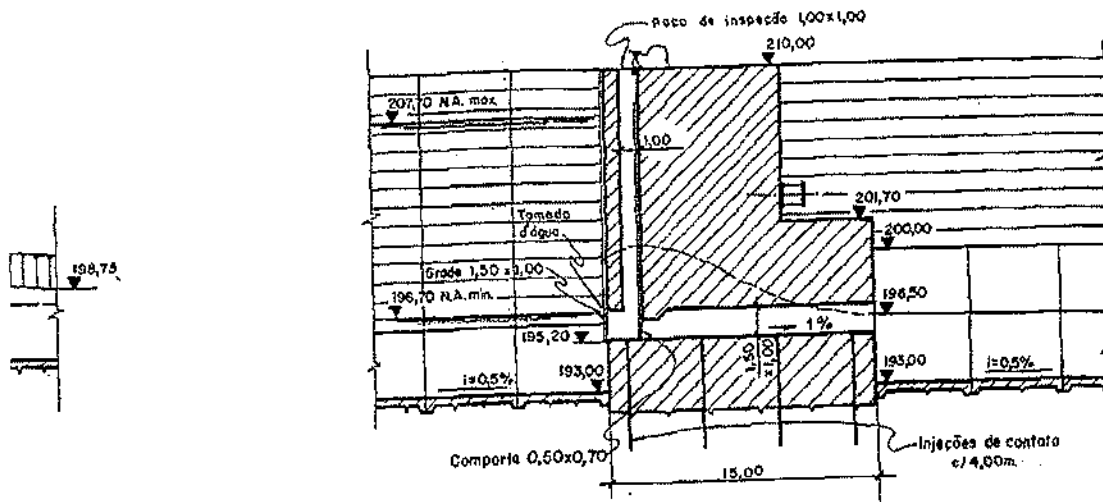 Poço de inspeção 1,00x1,00
210,00
207,70 N.A. máx.
1,00
201,70
Tomada
d'água
200,00
198,75
Grade 1,50 x 1,00
196,70 N.A. min.
196,50
1%
195,20
1,50
x1,00
193,00
193,00
i=0,5%
i=0,5%
Comporta 0,50x0,70
Injeções de contato
c/ 4,00m.
15,00